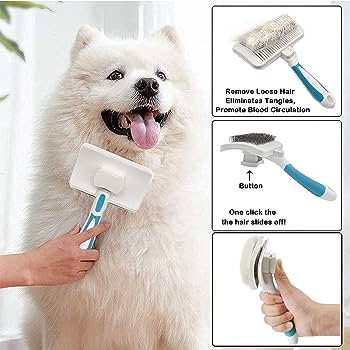 Remove Loose Hair
Eliminates Tangles,
Promote Blood Circulation
Button
One click the
the hair slides off!